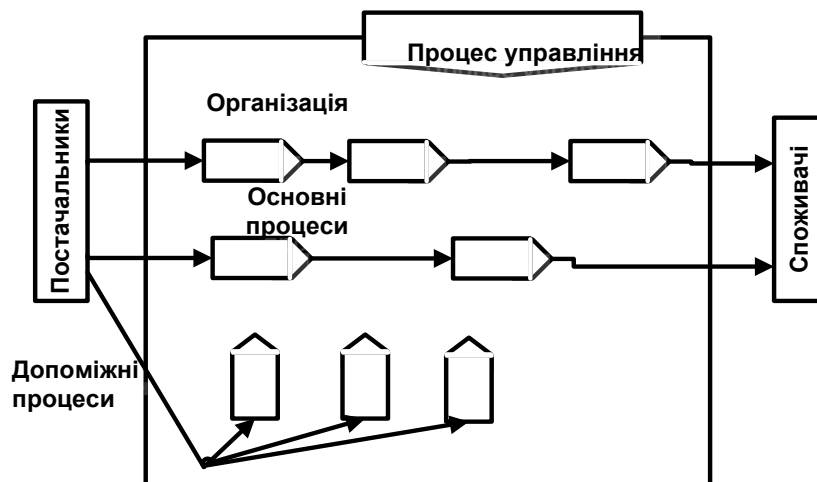 Процес управління
Організація
Постачальники
Основні
процеси
Споживачі
Допоміжні
процеси